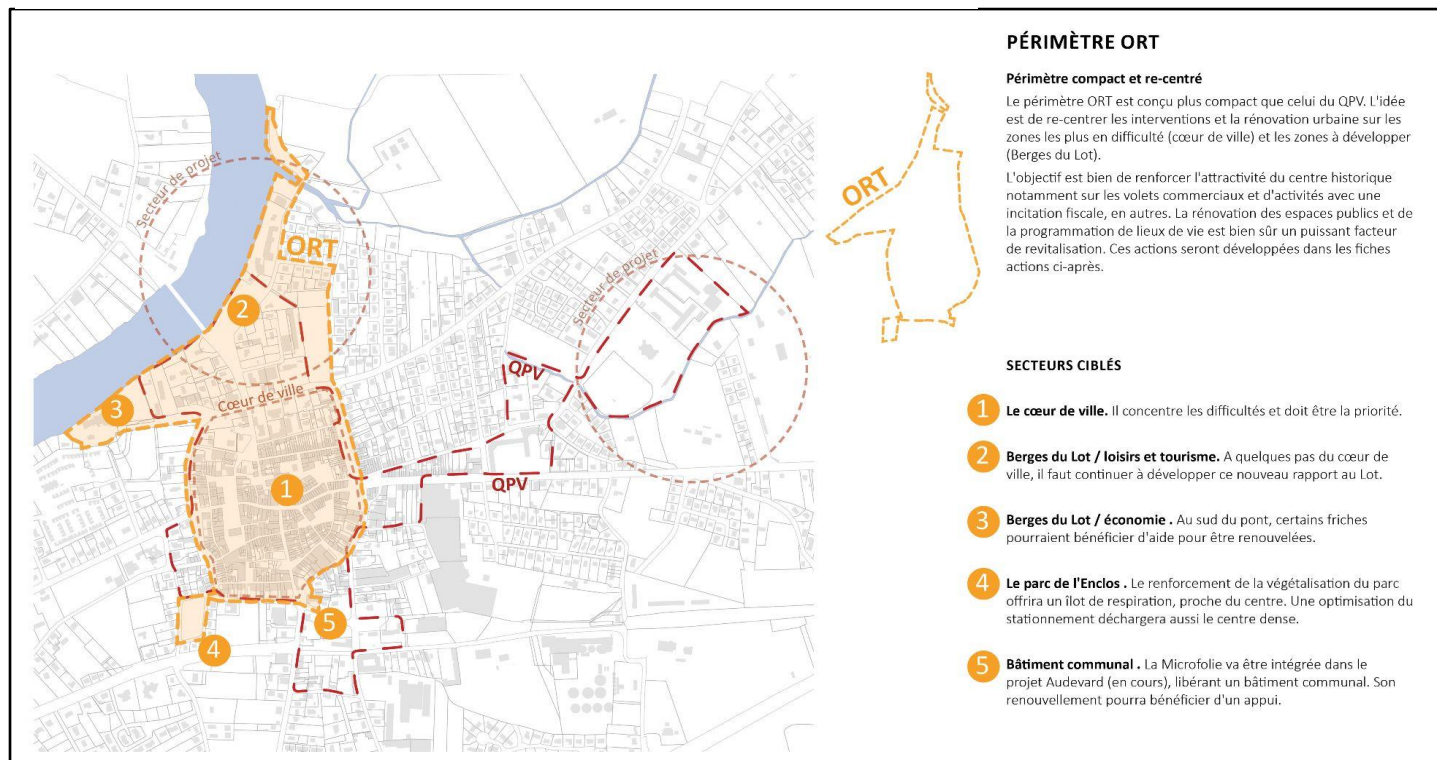 PÉRIMÈTRE ORT
Périmètre compact et re-centré
Le périmètre ORT est conçu plus compact que celui du QPV. L'idée
est de re-centrer les interventions et la rénovation urbaine sur les
zones les plus en difficulté (cœur de ville) et les zones à développer
(Berges du Lot).
L'objectif est bien de renforcer l'attractivité du centre historique
notamment sur les volets commerciaux et d'activités avec une
incitation fiscale, en autres. La rénovation des espaces publics et de
la programmation de lieux de vie est bien sûr un puissant facteur
de revitalisation. Ces actions seront développées dans les fiches
actions ci-après.
SECTEURS CIBLÉS
1 Le cœur de ville. Il concentre les difficultés et doit être la priorité.
2 Berges du Lot / loisirs et tourisme. A quelques pas du cœur de
ville, il faut continuer à développer ce nouveau rapport au Lot.
3 Berges du Lot / économie . Au sud du pont, certains friches
pourraient bénéficier d'aide pour être renouvelées.
4 Le parc de l'Enclos . Le renforcement de la végétalisation du parc
offrira un îlot de respiration, proche du centre. Une optimisation du
stationnement déchargera aussi le centre dense.
5 Bâtiment communal . La Microfolie va être intégrée dans le
projet Audevard (en cours), libérant un bâtiment communal. Son
renouvellement pourra bénéficier d'un appui.
Secteur de projet
ORT
2
3
Cœur de ville
1
Secteur de projet
QPV
QPV
5
4
ORT